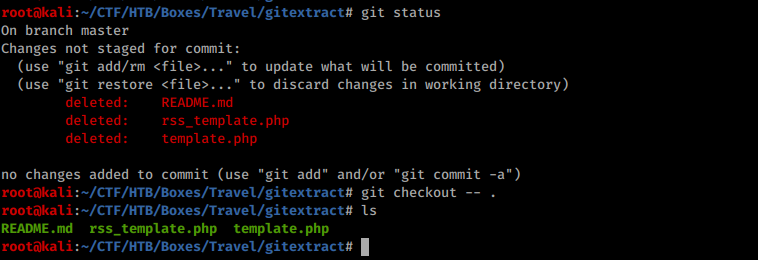 root@kali:~/CTF/HTB/Boxes/Travel/gitextract# git status
On branch master
Changes not staged for commit:
  (use "git add/rm <file>..." to update what will be committed)
  (use "git restore <file>..." to discard changes in working directory)
        deleted:    README.md
        deleted:    rss_template.php
        deleted:    template.php

no changes added to commit (use "git add" and/or "git commit -a")
root@kali:~/CTF/HTB/Boxes/Travel/gitextract# git checkout -- .
root@kali:~/CTF/HTB/Boxes/Travel/gitextract# ls
README.md  rss_template.php  template.php
root@kali:~/CTF/HTB/Boxes/Travel/gitextract#